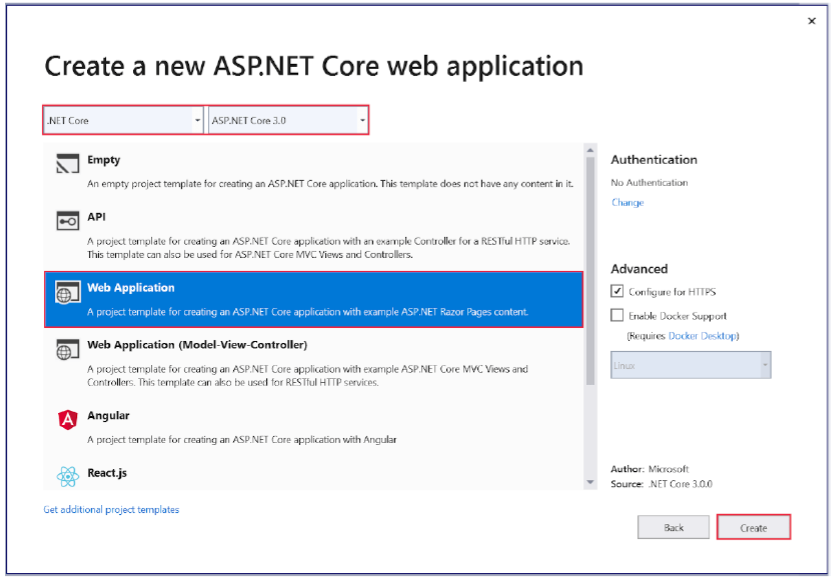 Create a new ASP.NET Core web application
.NET Core
ASP.NET Core 3.0
Empty
An empty project template for creating an ASP.NET Core application. This template does not have any content in it.
API
A project template for creating an ASP.NET Core application with an example Controller for a RESTful HTTP service.
This template can also be used for ASP.NET Core MVC Views and Controllers.
Web Application
A project template for creating an ASP.NET Core application with example ASP.NET Razor Pages content.
Web Application (Model-View-Controller)
A project template for creating an ASP.NET Core application with example ASP.NET Core MVC Views and
Controllers. This template can also be used for RESTful HTTP services.
Angular
A project template for creating an ASP.NET Core application with Angular
React.js
Get additional project templates
Authentication
No Authentication
Change
Advanced
Configure for HTTPS
Enable Docker Support
(Requires Docker Desktop)
Linux
Author: Microsoft
Source: .NET Core 3.0.0
Back
Create